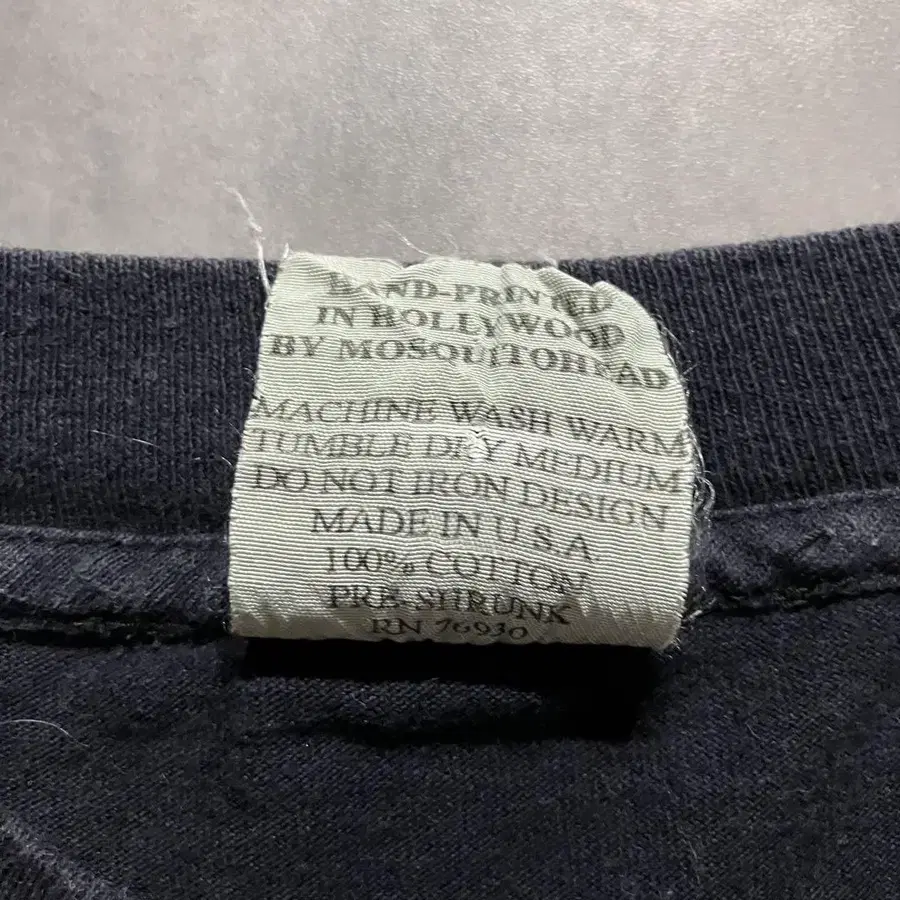 HAND-PRINTED
IN HOLLYWOOD
BY MOSQUITOHEAD
MACHINE WASH WARM
TUMBLE DRY MEDIUM
DO NOT IRON DESIGN
MADE IN U.S.A
100% COTTON
PRE-SHRUNK
RN 76930